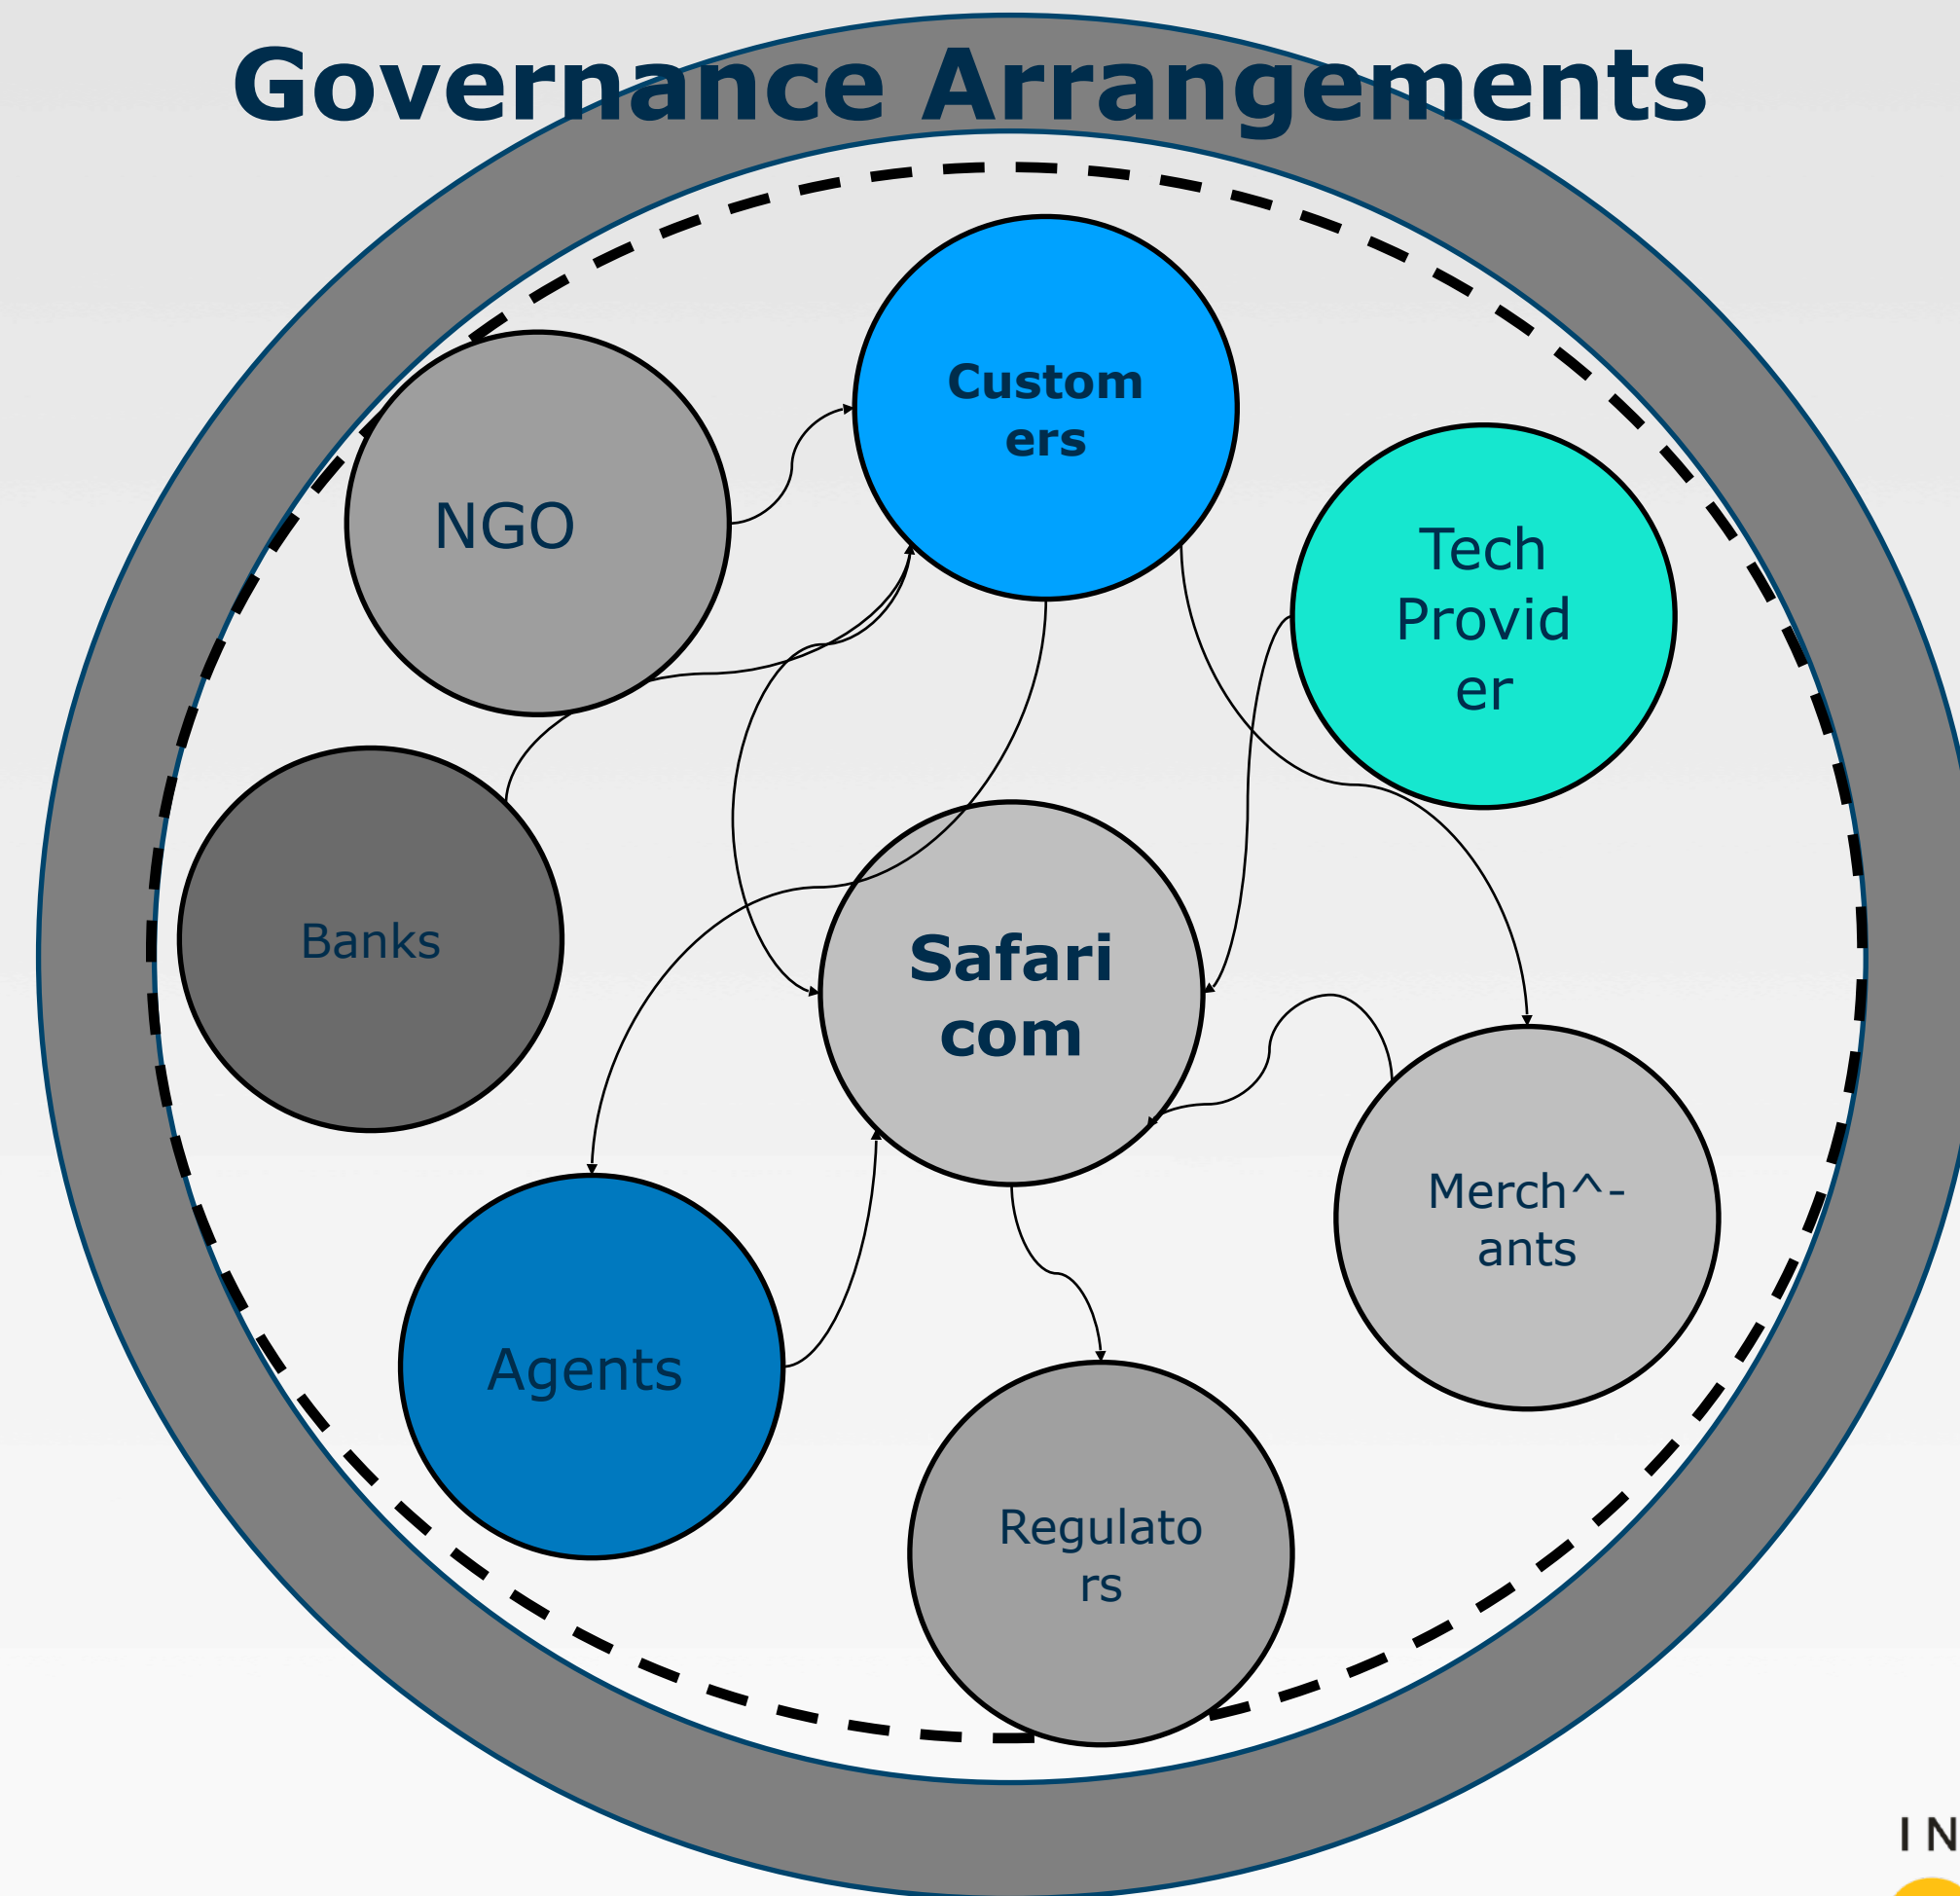 Governance Arrangements
Custom
ers
NGO
Tech
Provid
er
Banks
Safari
com
Merch^-
ants
Agents
Regulato
rs
IN